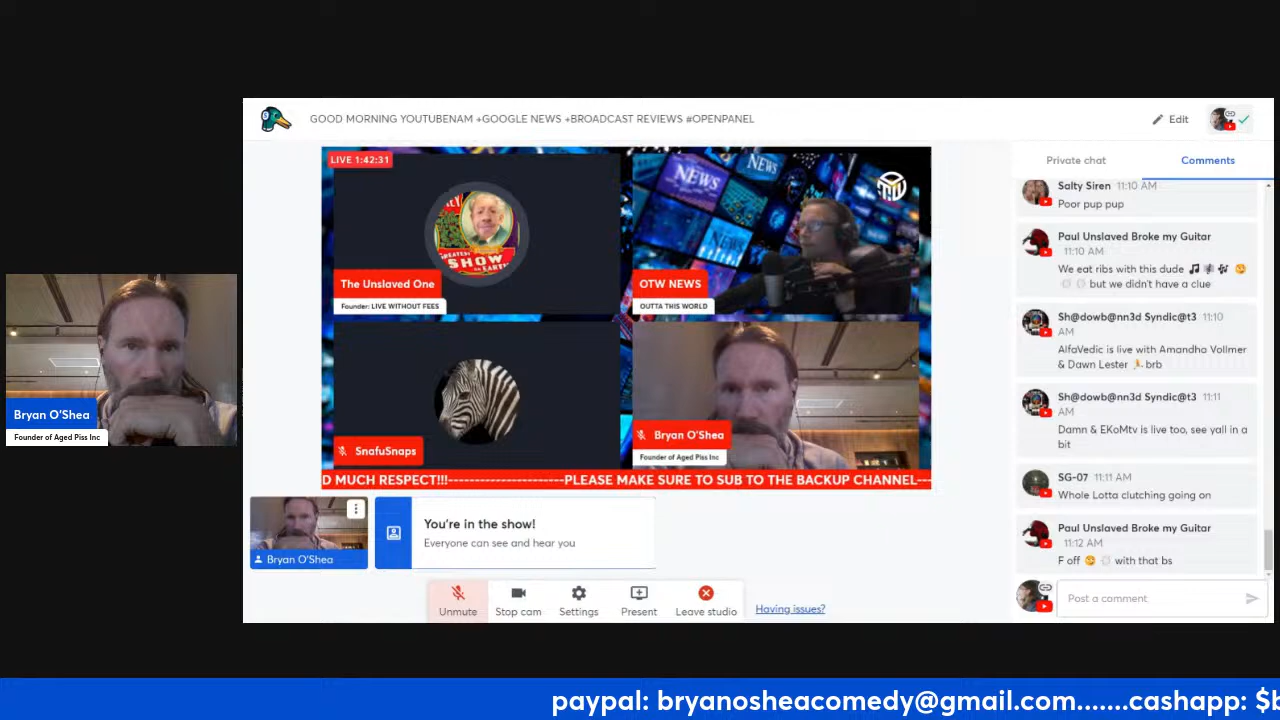 GOOD MORNING YOUTUBENAM +GOOGLE NEWS +BROADCAST REVIEWS #OPENPANEL
Edit
LIVE 1:42:31
GREATEST
SHOW
ON EARTH
The Unslaved One
Founder: LIVE WITHOUT FEES
NEWS
NEWS
NEWS
OTW NEWS
OUTTA THIS WORLD
SnafuSnaps
Bryan O'Shea
Founder of Aged Piss Inc
D MUCH RESPECT!!!----------------------PLEASE MAKE SURE TO SUB TO THE BACKUP CHANNEL---
Bryan O'Shea
Founder of Aged Piss Inc
Bryan O'Shea
You're in the show!
Everyone can see and hear you
Unmute
Stop cam
Settings
Present
Leave studio
Having issues?
Private chat
Comments
Salty Siren 11:10 AM
Poor pup pup
Paul Unslaved Broke my Guitar
11:10 AM
We eat ribs with this dude 🎵
but we didn't have a clue
Sh@dowb@nn3d Syndic@t3 11:10
AM
AlfaVedic is live with Amandha Vollmer
& Dawn Lester 🎉 brb
Sh@dowb@nn3d Syndic@t3 11:11
AM
Damn & EKoMtv is live too, see yall in a
bit
SG-07 11:11 AM
Whole Lotta clutching going on
Paul Unslaved Broke my Guitar
11:12 AM
F off with that bs
Post a comment
paypal: bryanosheacomedy@gmail.com.......cashapp: $b